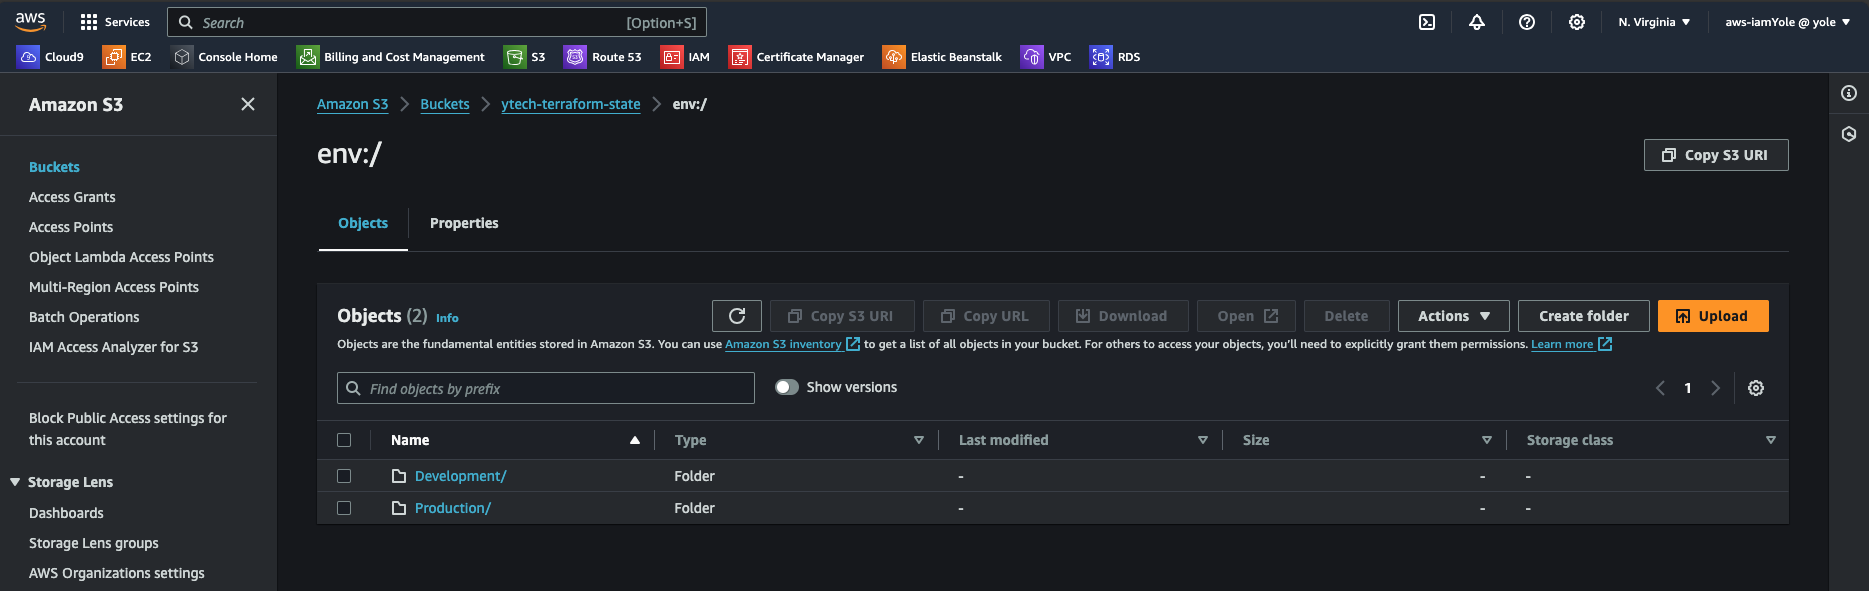 aws Services Search [Option+S] N. Virginia aws-iamYole @ yole
Cloud9 EC2 Console Home Billing and Cost Management S3 Route 53 IAM Certificate Manager Elastic Beanstalk VPC RDS
Amazon S3
Buckets
Access Grants
Access Points
Object Lambda Access Points
Multi-Region Access Points
Batch Operations
IAM Access Analyzer for S3
Block Public Access settings for
this account
Storage Lens
Dashboards
Storage Lens groups
AWS Organizations settings
Amazon S3 Buckets ytech-terraform-state env:/
env:/
Copy S3 URI
Objects Properties
Objects (2) Info Copy S3 URI Copy URL Download Open Delete Actions Create folder Upload
Objects are the fundamental entities stored in Amazon S3. You can use Amazon S3 inventory to get a list of all objects in your bucket. For others to access your objects, you'll need to explicitly grant them permissions. Learn more
Find objects by prefix Show versions 1
Name Type Last modified Size Storage class
Development/ Folder - - -
Production/ Folder - - -